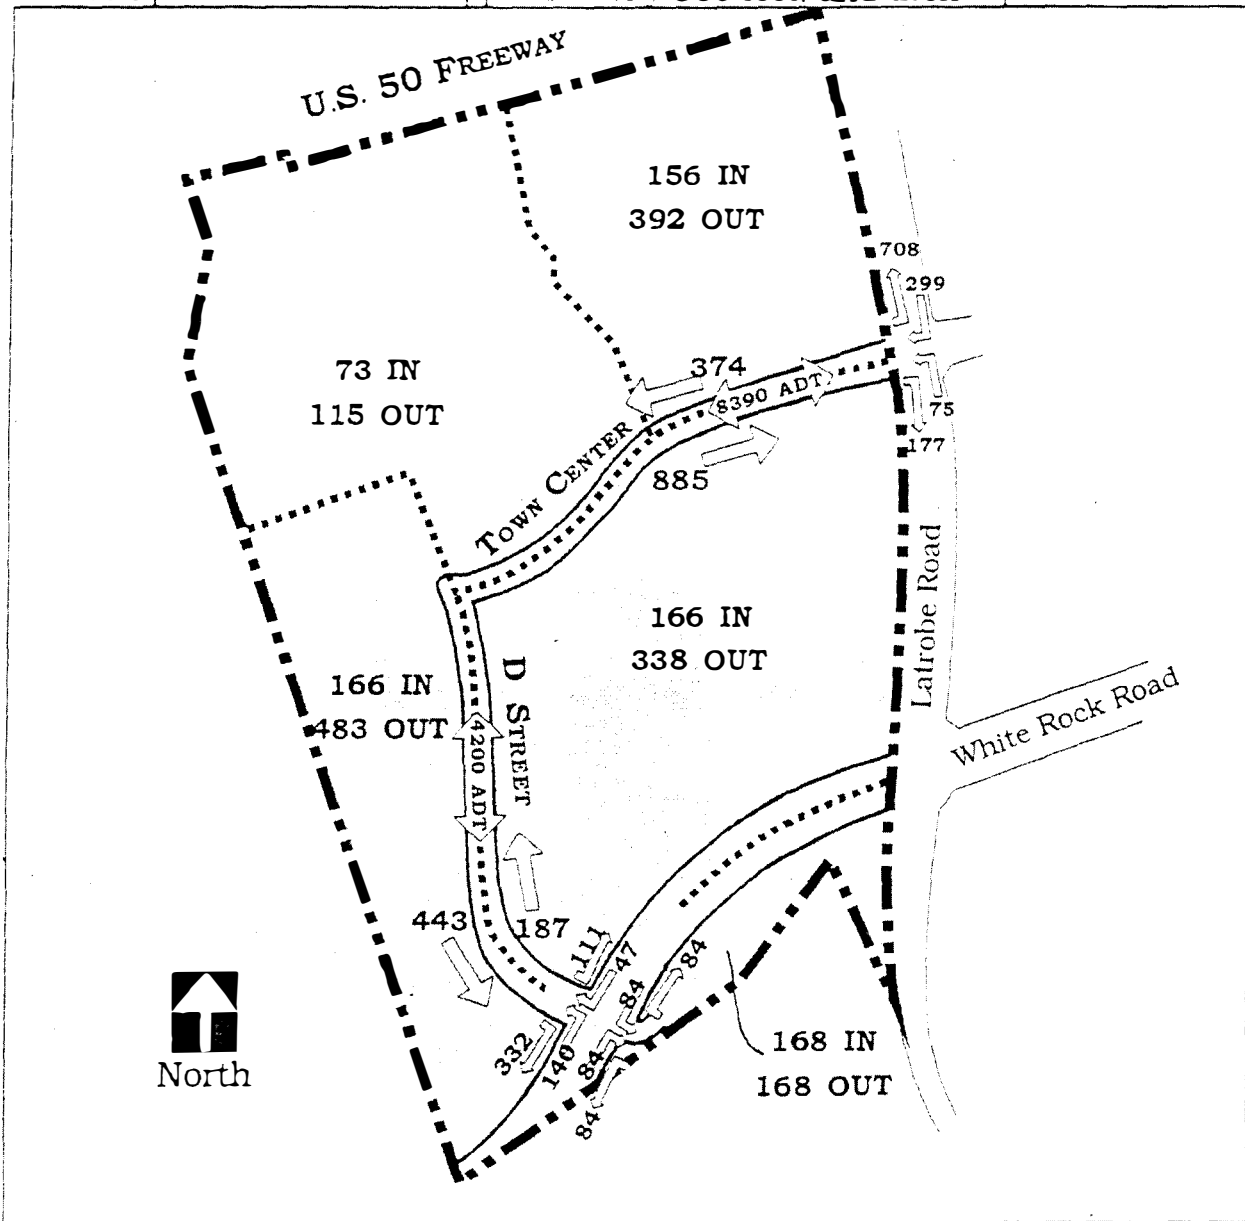 U.S. 50 FREEWAY
156 IN
392 OUT
708
299
73 IN
115 OUT
374
8390 ADT
75
177
TOWN CENTER
885
Latrobe Road
166 IN
338 OUT
D STREET
166 IN
483 OUT
4200 ADT
White Rock Road
443
187
111
47
84
84
332
140
84
84
168 IN
168 OUT
North